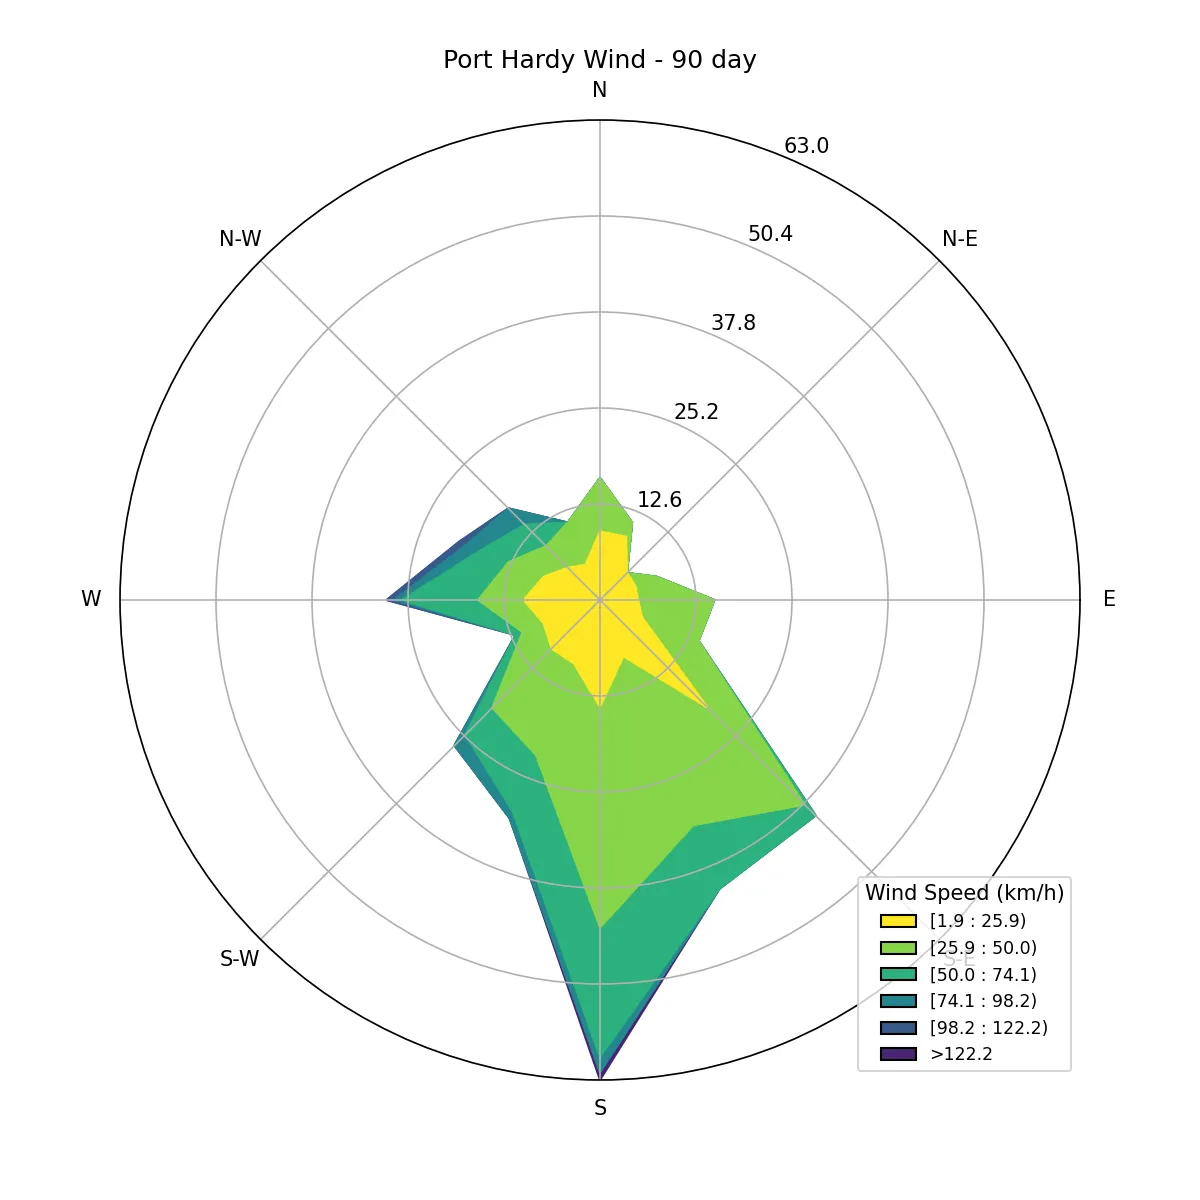 Port Hardy Wind - 90 day
N
63.0
N-W
50.4
N-E
37.8
25.2
12.6
W
E
Wind Speed (km/h)
[1.9 : 25.9)
[25.9 : 50.0)
S-W
S-E
[50.0 : 74.1)
[74.1 : 98.2)
[98.2 : 122.2)
>122.2
S